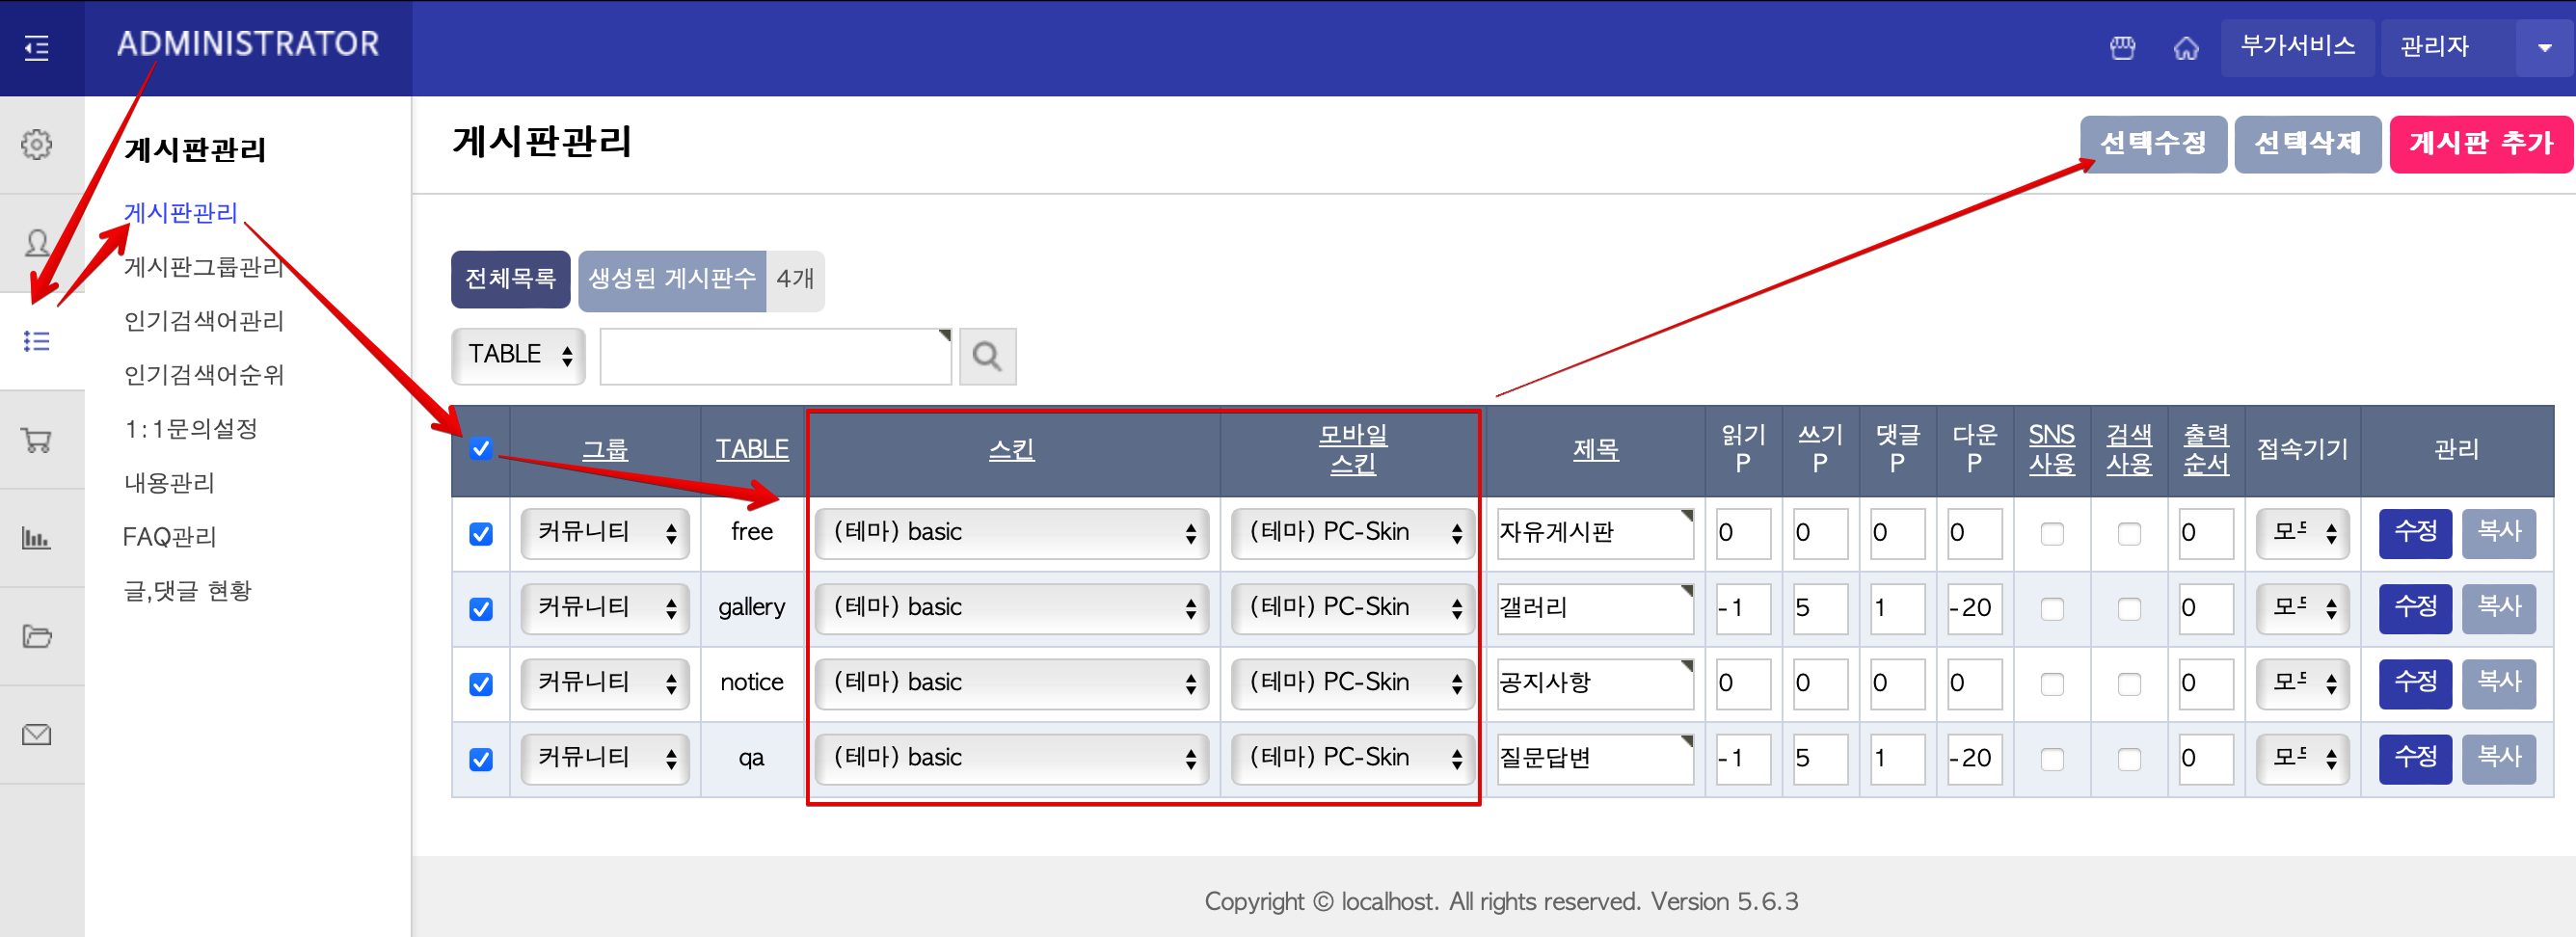 ADMINISTRATOR
부가서비스
관리자
게시판관리
게시판관리
게시판그룹관리
인기검색어관리
인기검색어순위
1:1문의설정
내용관리
FAQ관리
글,댓글 현황
게시판관리
선택수정
선택삭제
게시판 추가
전체목록
생성된 게시판수 4개
TABLE
그룹 TABLE 스킨 모바일 스킨 제목 읽기 P 쓰기 P 댓글 P 다운 P SNS 사용 검색 사용 출력 순서 접속기기 관리
커뮤니티 free (테마) basic (테마) PC-Skin 자유게시판 0 0 0 0 0 수정 복사
커뮤니티 gallery (테마) basic (테마) PC-Skin 갤러리 -1 5 1 -20 0 수정 복사
커뮤니티 notice (테마) basic (테마) PC-Skin 공지사항 0 0 0 0 0 수정 복사
커뮤니티 qa (테마) basic (테마) PC-Skin 질문답변 -1 5 1 -20 0 수정 복사
Copyright © localhost. All rights reserved. Version 5.6.3